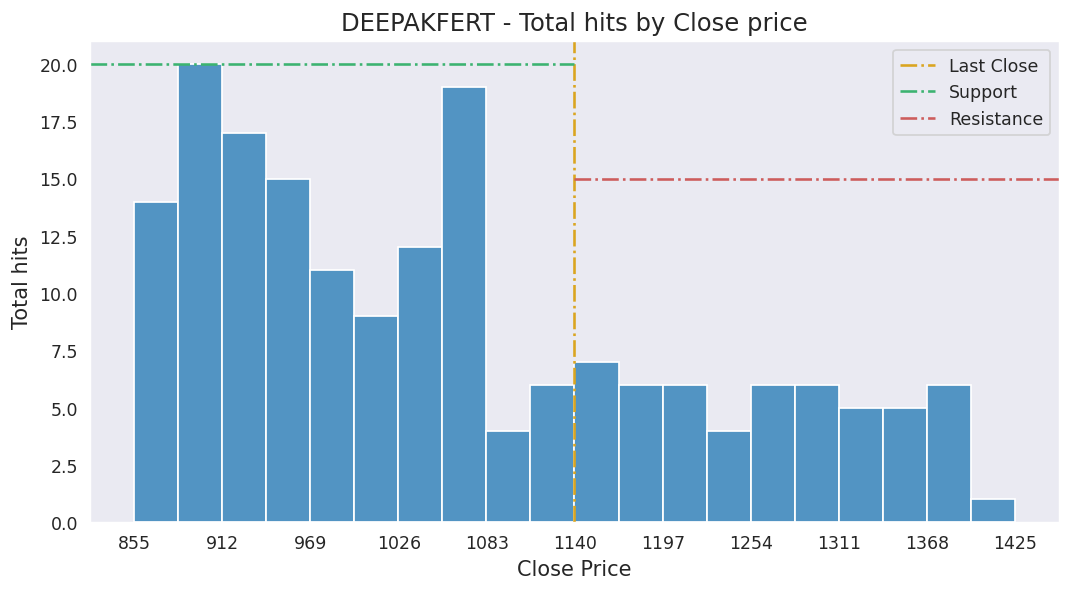 DEEPAKFERT - Total hits by Close price
Last Close
Support
Resistance
Total hits
20.0
17.5
15.0
12.5
10.0
7.5
5.0
2.5
0.0
855 912 969 1026 1083 1140 1197 1254 1311 1368 1425
Close Price